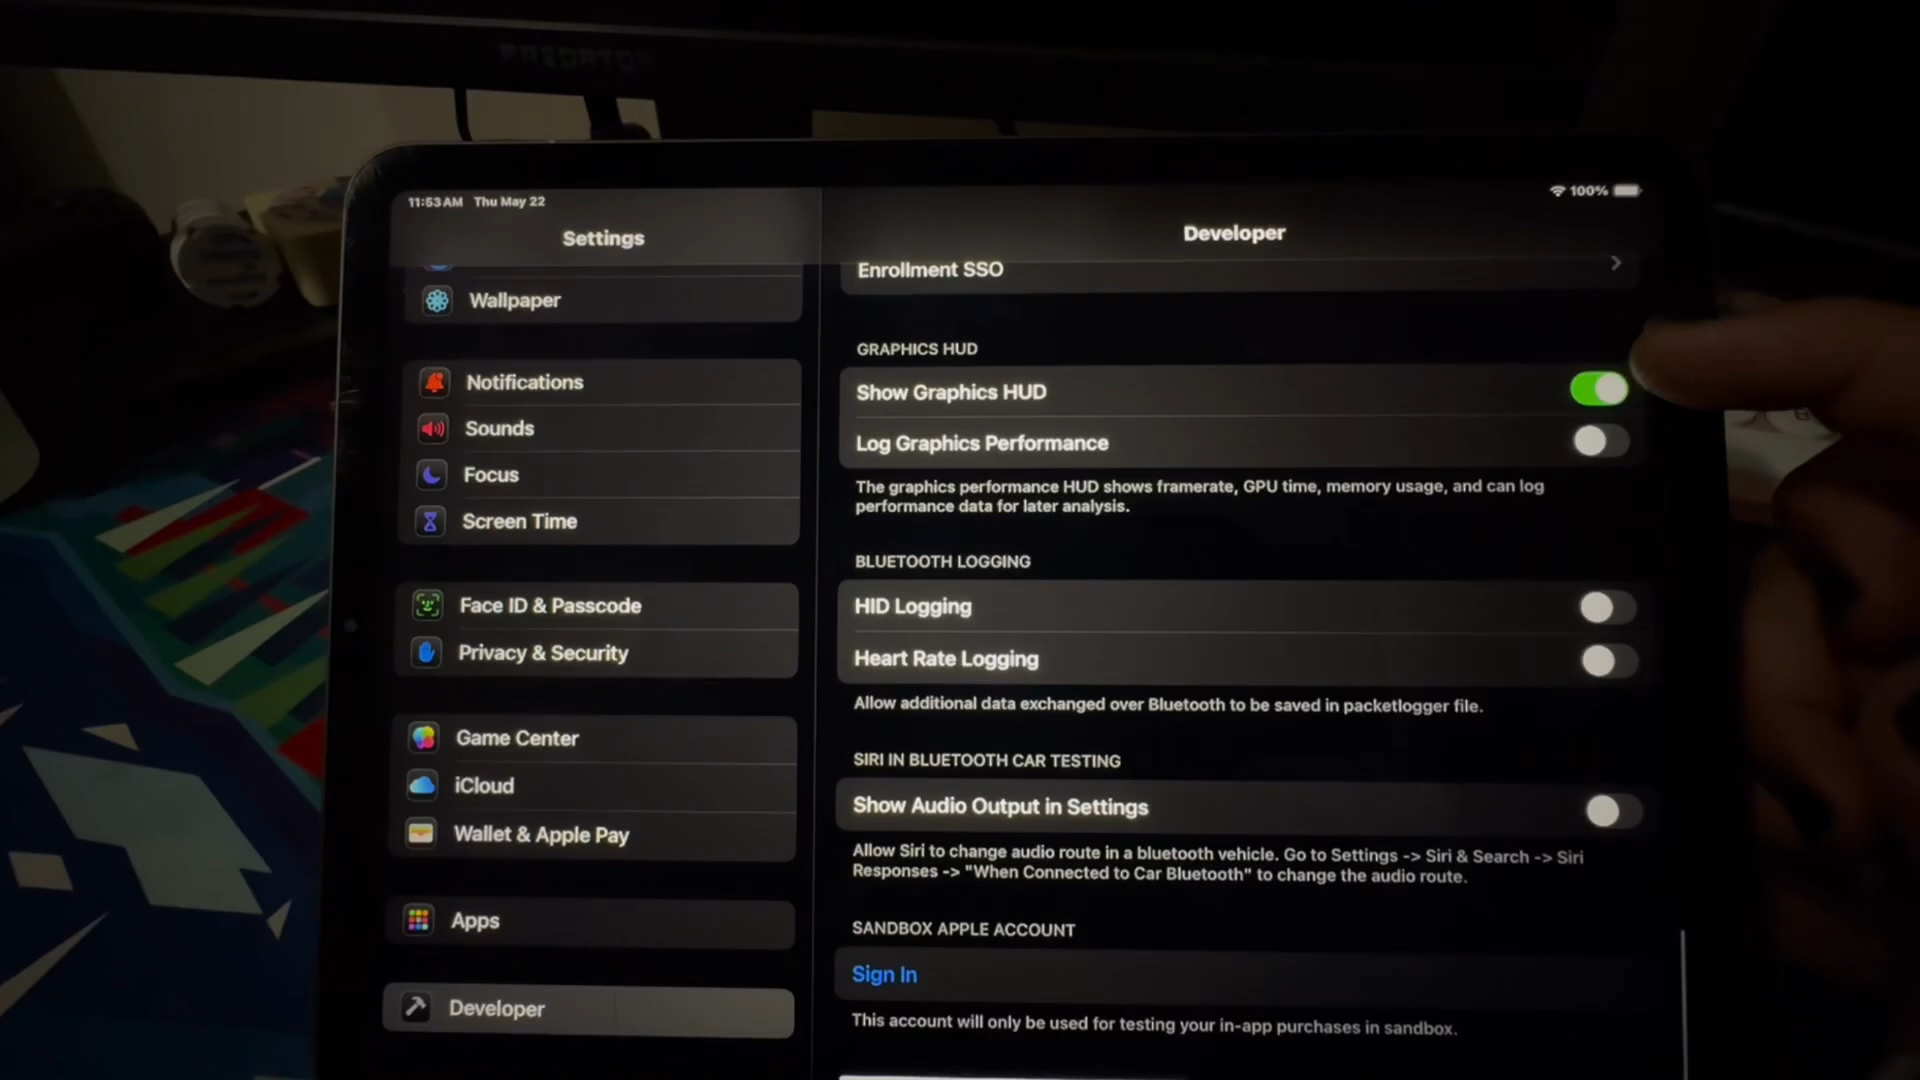 PREDATOR
11:53 AM Thu May 22
100%
Settings
Developer
Wallpaper
Notifications
Sounds
Focus
Screen Time
Face ID & Passcode
Privacy & Security
Game Center
iCloud
Wallet & Apple Pay
Apps
Developer
Enrollment SSO
GRAPHICS HUD
Show Graphics HUD
Log Graphics Performance
The graphics performance HUD shows framerate, GPU time, memory usage, and can log
performance data for later analysis.
BLUETOOTH LOGGING
HID Logging
Heart Rate Logging
Allow additional data exchanged over Bluetooth to be saved in packetlogger file.
SIRI IN BLUETOOTH CAR TESTING
Show Audio Output in Settings
Allow Siri to change audio route in a bluetooth vehicle. Go to Settings -> Siri & Search -> Siri
Responses -> "When Connected to Car Bluetooth" to change the audio route.
SANDBOX APPLE ACCOUNT
Sign In
This account will only be used for testing your in-app purchases in sandbox.